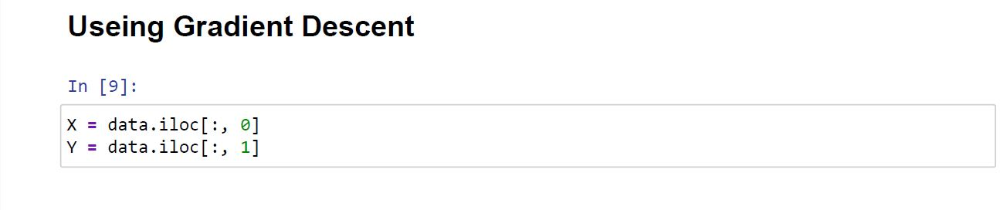 Useing Gradient Descent
In [9]:
X = data.iloc[:, 0]
Y = data.iloc[:, 1]